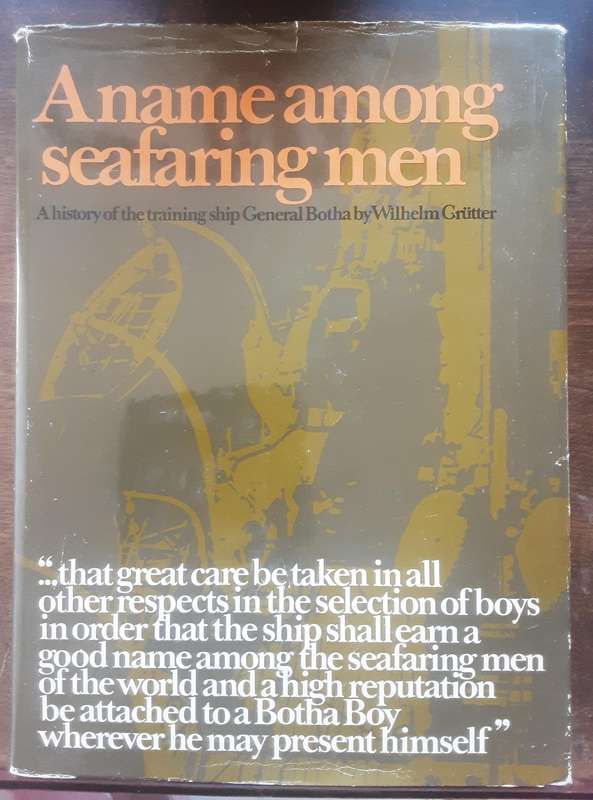 A name among
seafaring men
A history of the training ship General Botha by Wilhelm Grütter
“...that great care be taken in all
other respects in the selection of boys
in order that the ship shall earn a
good name among the seafaring men
of the world and a high reputation
be attached to a Botha Boy
wherever he may present himself”